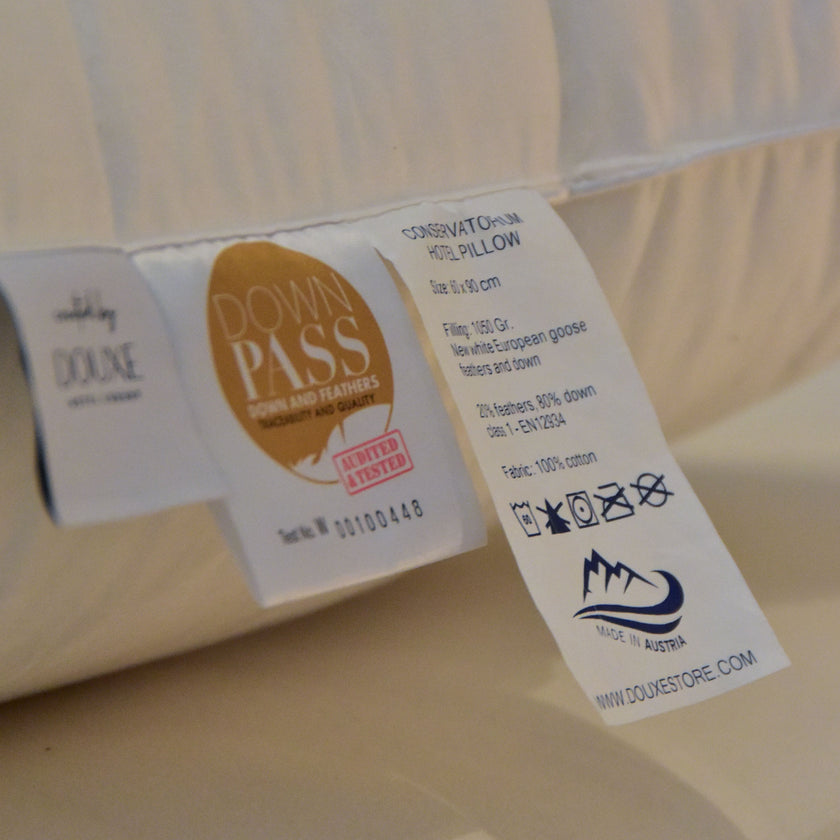 DOUXE
DOWN
PASS
DOWN AND FEATHERS
TRACEABILITY AND QUALITY
AUDITED
& TESTED
Test No. W 00100448
CONSERVATORIUM
HOTEL PILLOW
Size: 60 x 90 cm
Filling: 1050 Gr.
New white European goose
feathers and down
20% feathers, 80% down
class 1 - EN12934
Fabric: 100% cotton
60
MADE IN AUSTRIA
WWW.DOUXESTORE.COM